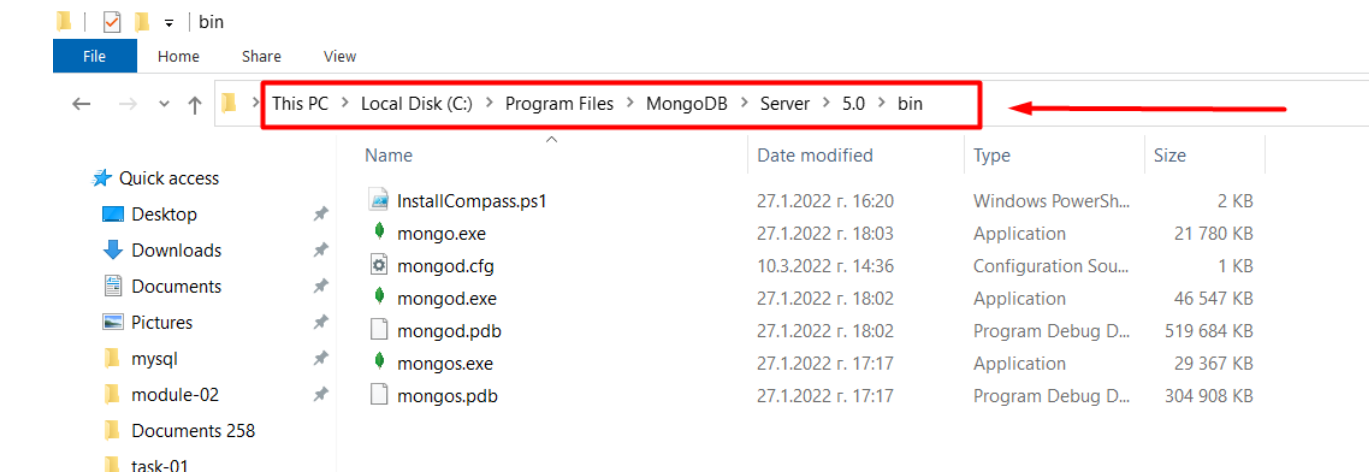 bin
File Home Share View
This PC > Local Disk (C:) > Program Files > MongoDB > Server > 5.0 > bin
Name Date modified Type Size
Quick access
Desktop
Downloads
Documents
Pictures
mysql
module-02
Documents 258
task-01
InstallCompass.ps1 27.1.2022 г. 16:20 Windows PowerSh... 2 KB
mongo.exe 27.1.2022 г. 18:03 Application 21 780 KB
mongod.cfg 10.3.2022 г. 14:36 Configuration Sou... 1 KB
mongod.exe 27.1.2022 г. 18:02 Application 46 547 KB
mongod.pdb 27.1.2022 г. 18:02 Program Debug D... 519 684 KB
mongos.exe 27.1.2022 г. 17:17 Application 29 367 KB
mongos.pdb 27.1.2022 г. 17:17 Program Debug D... 304 908 KB